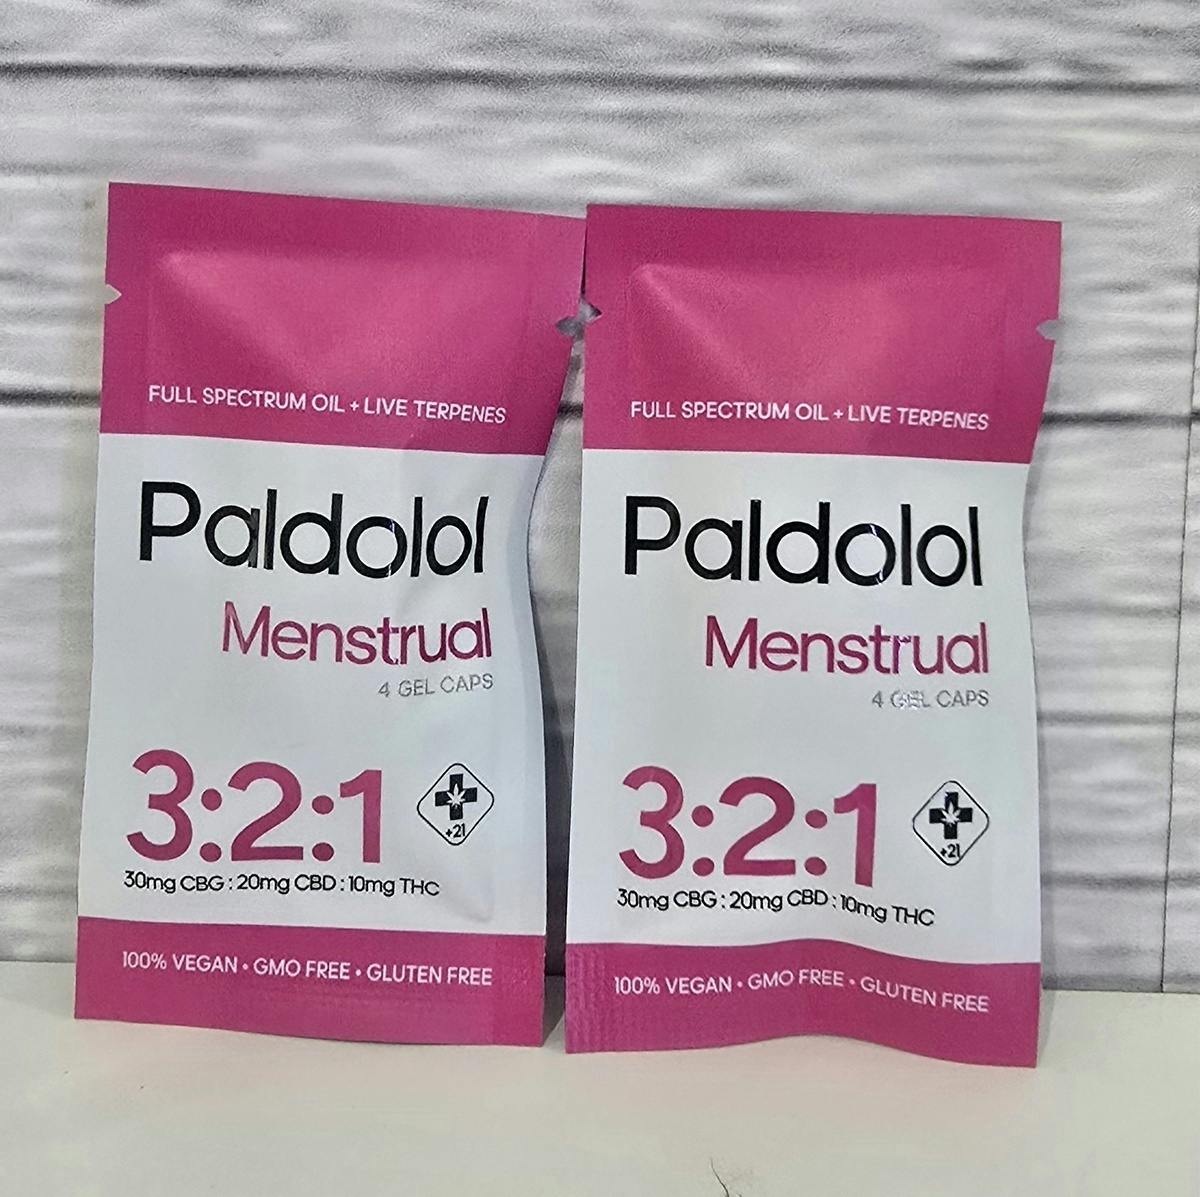 FULL SPECTRUM OIL + LIVE TERPENES
Paldolol
Menstrual
4 GEL CAPS
3:2:1
+21
30mg CBG : 20mg CBD : 10mg THC
100% VEGAN • GMO FREE • GLUTEN FREE
FULL SPECTRUM OIL + LIVE TERPENES
Paldolol
Menstrual
4 GEL CAPS
3:2:1
+21
30mg CBG : 20mg CBD : 10mg THC
100% VEGAN • GMO FREE • GLUTEN FREE